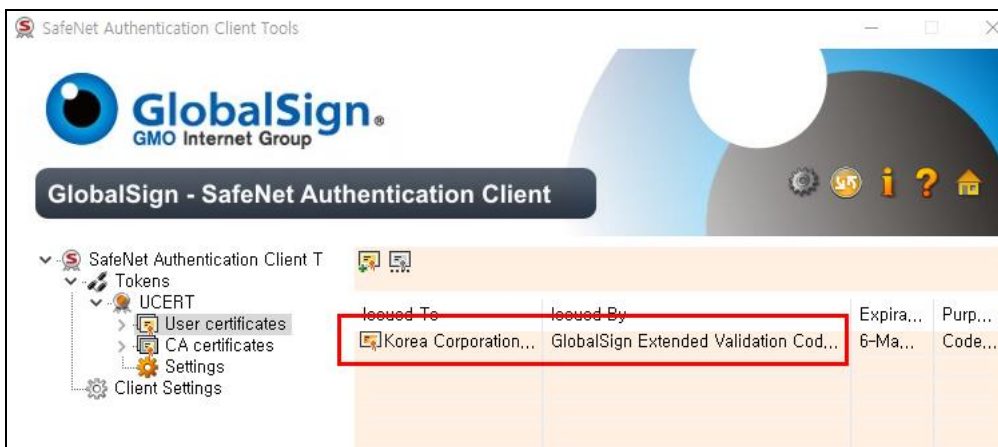 SafeNet Authentication Client Tools
GlobalSign®
GMO Internet Group
GlobalSign - SafeNet Authentication Client
SafeNet Authentication Client T
Tokens
UCERT
User certificates
CA certificates
Settings
Client Settings
Issued To Issued By Expira... Purp...
Korea Corporation... GlobalSign Extended Validation Cod... 6-Ma... Code...